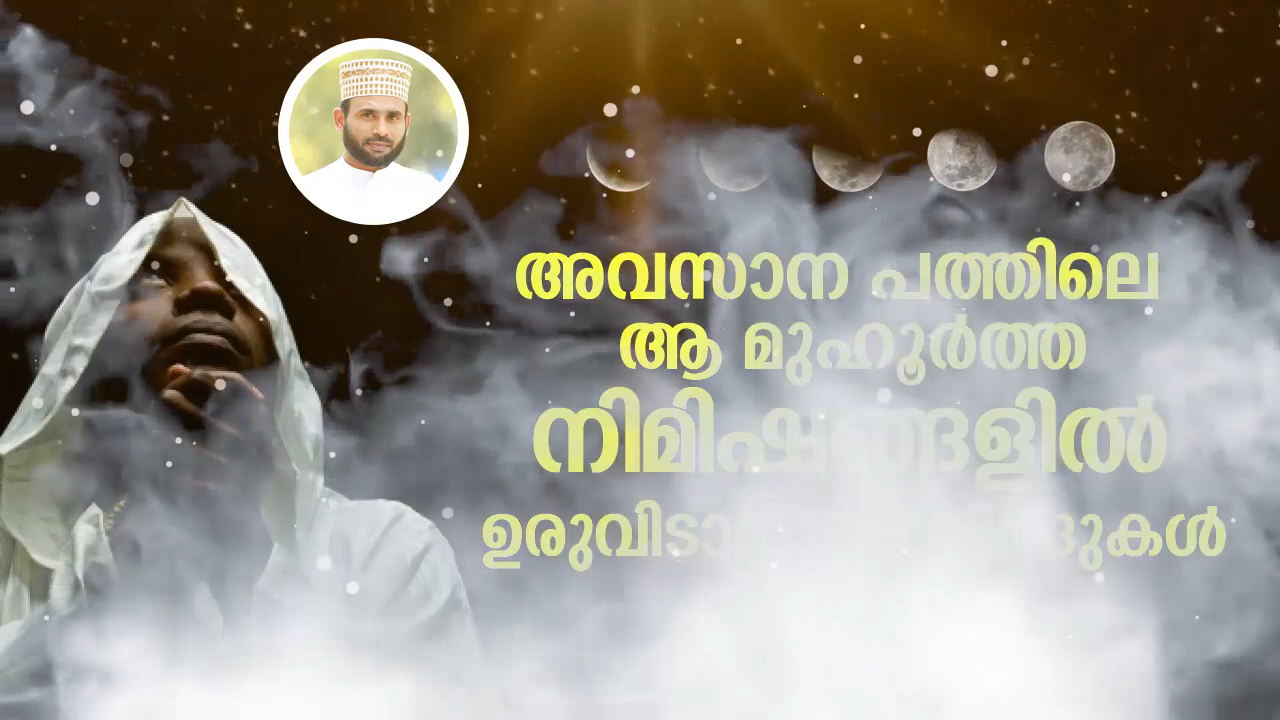 അവസാന പത്തിലെ
ആ മുഹൂർത്ത
നിമിഷങ്ങളിൽ
ഉരുവിടാൻ